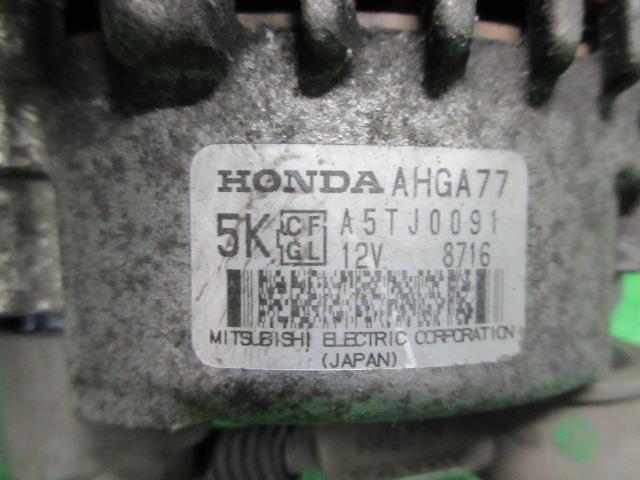 HONDA AHGA77
5K CF GL A5TJ0091
12V 8716
MITSUBISHI ELECTRIC CORPORATION
(JAPAN)